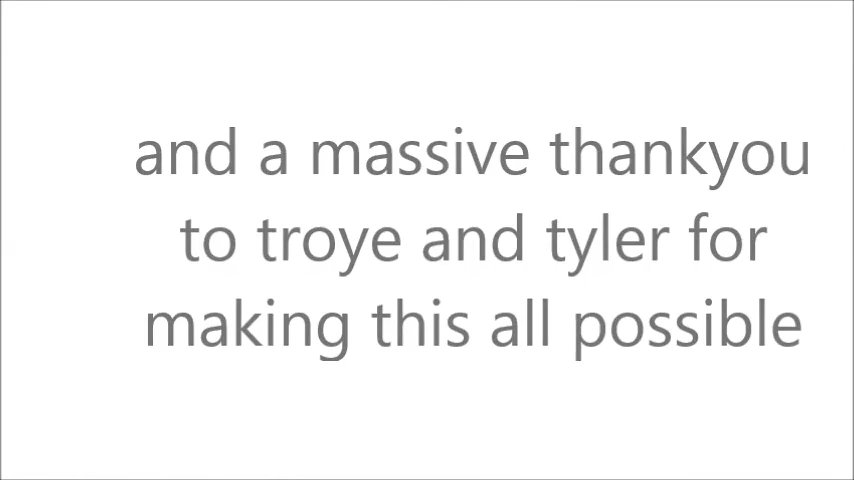 and a massive thankyou
to troye and tyler for
making this all possible